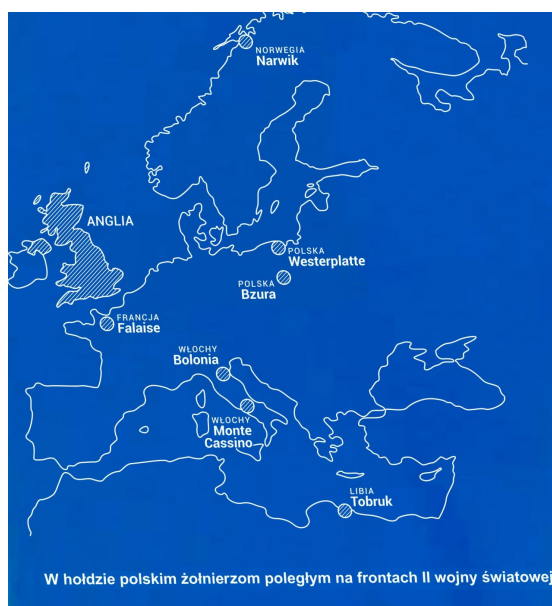 NORWEGIA
Narwik
ANGLIA
POLSKA
Westerplatte
POLSKA
Bzura
FRANCJA
Falaise
WŁOCHY
Bolonia
WŁOCHY
Monte
Cassino
LIBIA
Tobruk
W hołdzie polskim żołnierzom poległym na frontach II wojny światowej